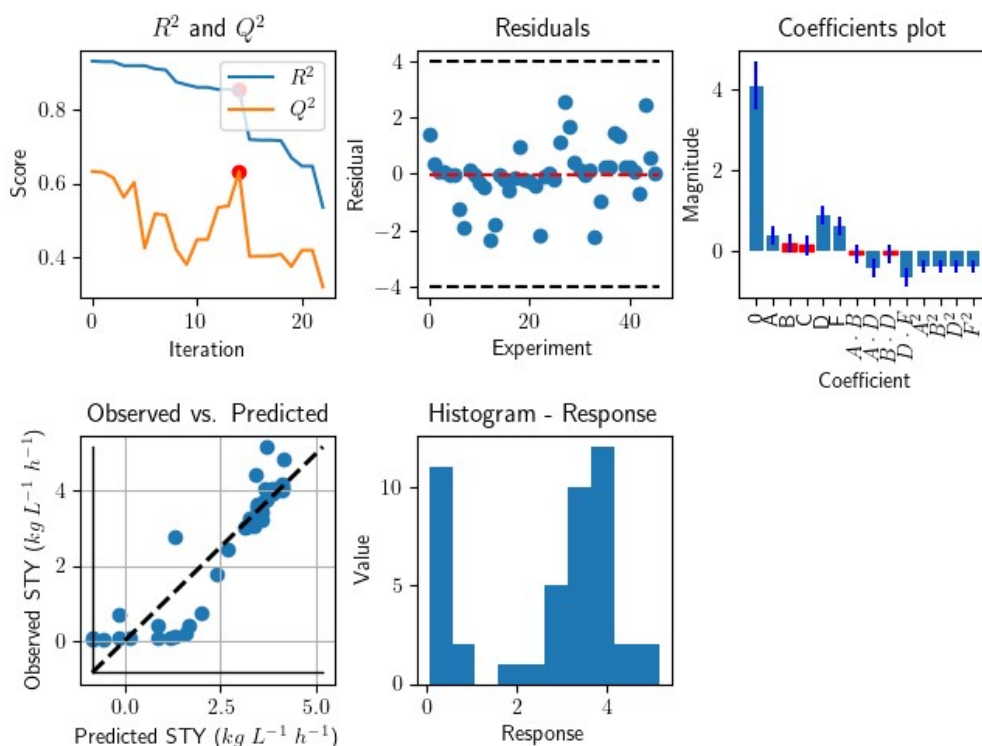 R² and Q²
R²
Q²
0.8
0.6
0.4
Score
0
10
20
Iteration
Residuals
4
2
0
−2
−4
Residual
0
20
40
Experiment
Coefficients plot
4
2
0
Magnitude
0
A
B
C
D
F
A · B
A · D
B · D
D · F
A²
B²
D²
F²
Coefficient
Observed vs. Predicted
4
2
0
Observed STY (kg L⁻¹ h⁻¹)
0.0
2.5
5.0
Predicted STY (kg L⁻¹ h⁻¹)
Histogram - Response
10
5
0
Value
0
2
4
Response